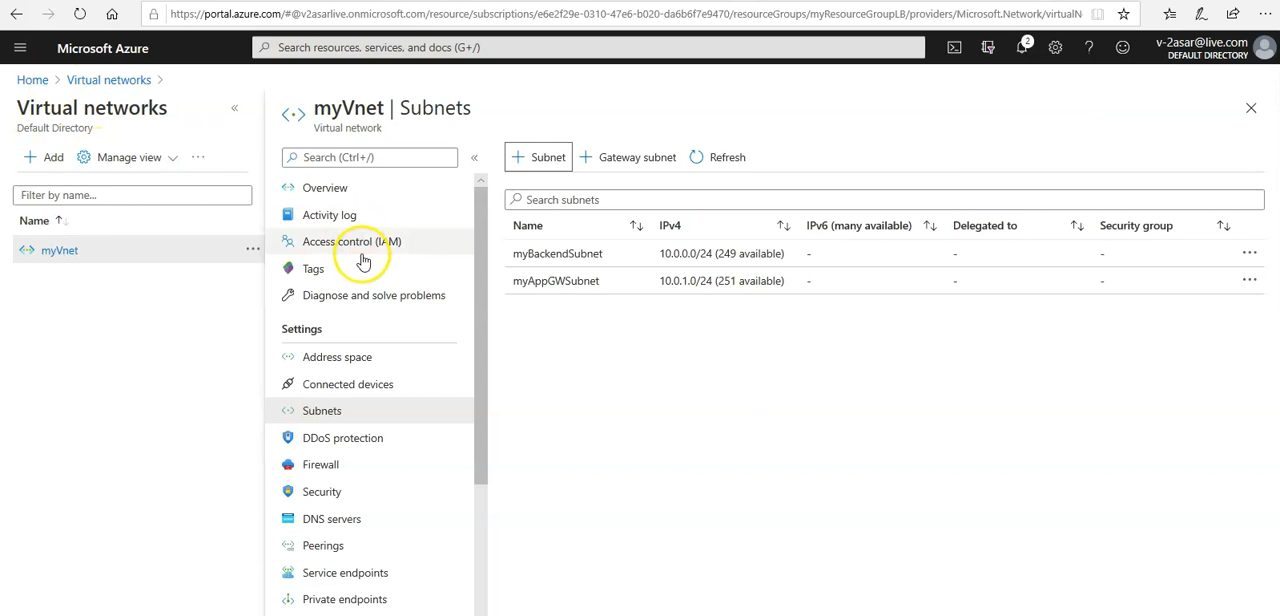 https://portal.azure.com/#@v2asarlive.onmicrosoft.com/resource/subscriptions/e6e2f29e-0310-47e6-b020-da6b6f7e9470/resourceGroups/myResourceGroupLB/providers/Microsoft.Network/virtualN
Microsoft Azure
Search resources, services, and docs (G+/)
2
v-2asar@live.com
DEFAULT DIRECTORY
Home > Virtual networks >
Virtual networks
Default Directory
Add Manage view
Filter by name...
Name
myVnet
myVnet | Subnets
Virtual network
Search (Ctrl+/)
Overview
Activity log
Access control (IAM)
Tags
Diagnose and solve problems
Settings
Address space
Connected devices
Subnets
DDoS protection
Firewall
Security
DNS servers
Peerings
Service endpoints
Private endpoints
Subnet Gateway subnet Refresh
Search subnets
Name IPv4 IPv6 (many available) Delegated to Security group
myBackendSubnet 10.0.0.0/24 (249 available) - - -
myAppGWSubnet 10.0.1.0/24 (251 available) - - -